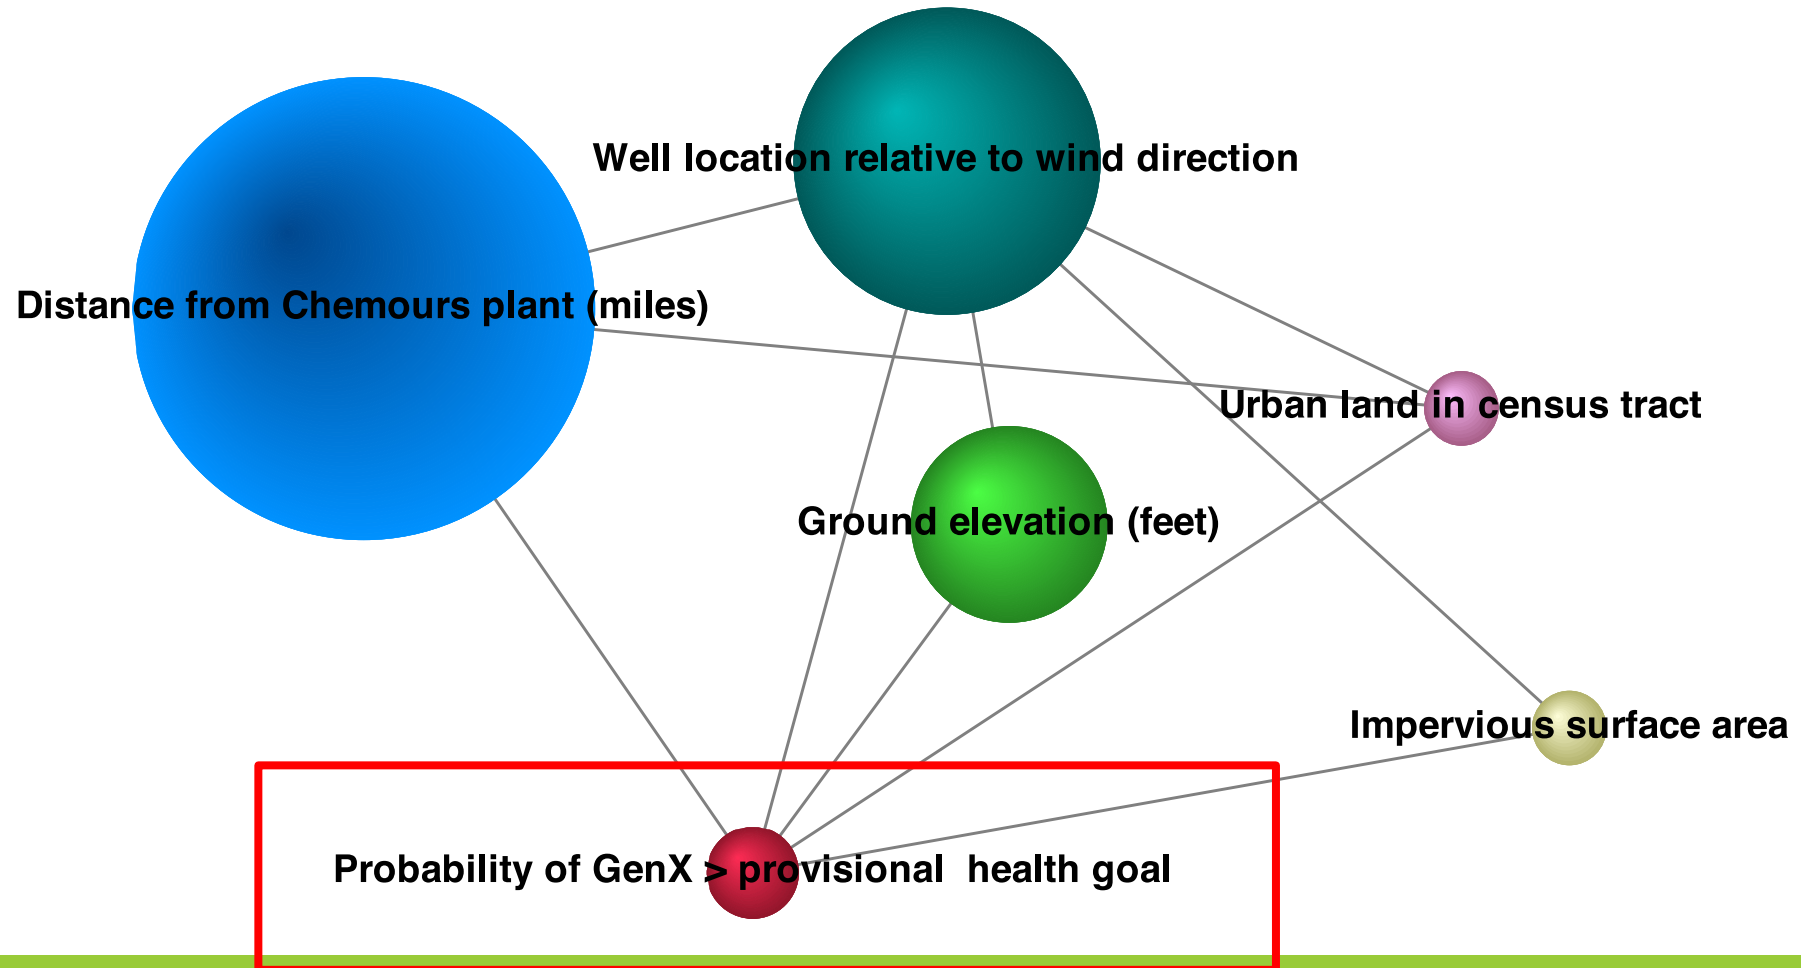 Well location relative to wind direction
Distance from Chemours plant (miles)
Urban land in census tract
Ground elevation (feet)
Impervious surface area
Probability of GenX > provisional  health goal